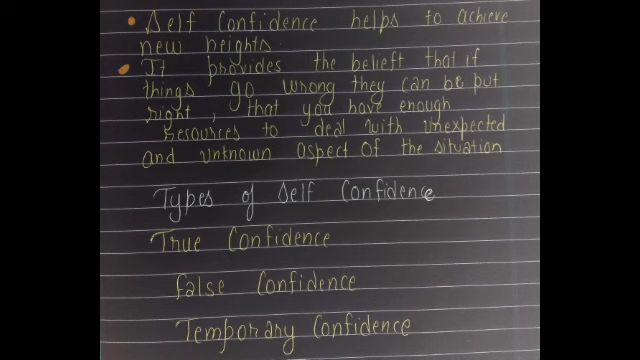 • Self Confidence helps to achieve
new heights.
• It provides the belieft that if
things go wrong they can be put
right, that you have enough
resources to deal with unexpected
and unknown aspect of the situation
Types of Self Confidence
True Confidence
False Confidence
Temporary Confidence